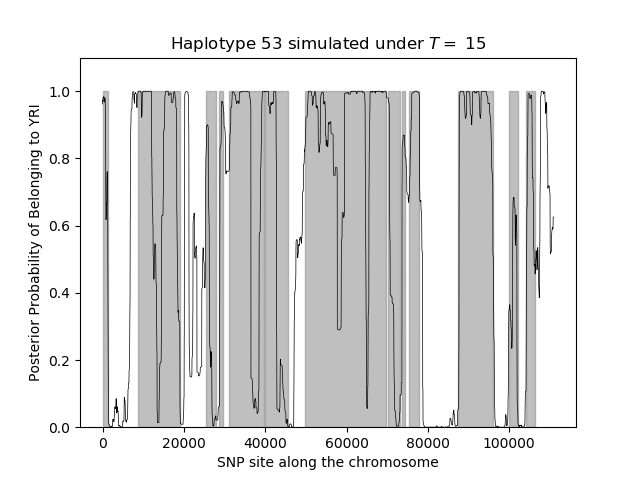 Haplotype 53 simulated under T = 15
Posterior Probability of Belonging to YRI
1.0
0.8
0.6
0.4
0.2
0.0
0 20000 40000 60000 80000 100000
SNP site along the chromosome